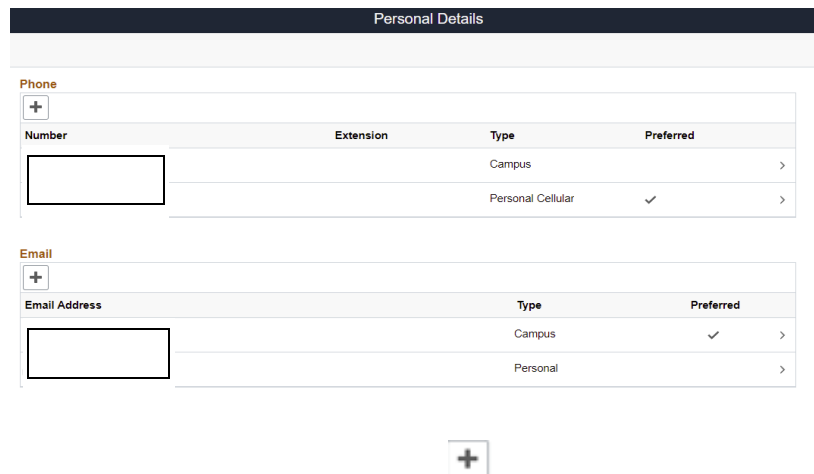 Personal Details
Phone
Number Extension Type Preferred
Campus
Personal Cellular
Email
Email Address Type Preferred
Campus
Personal